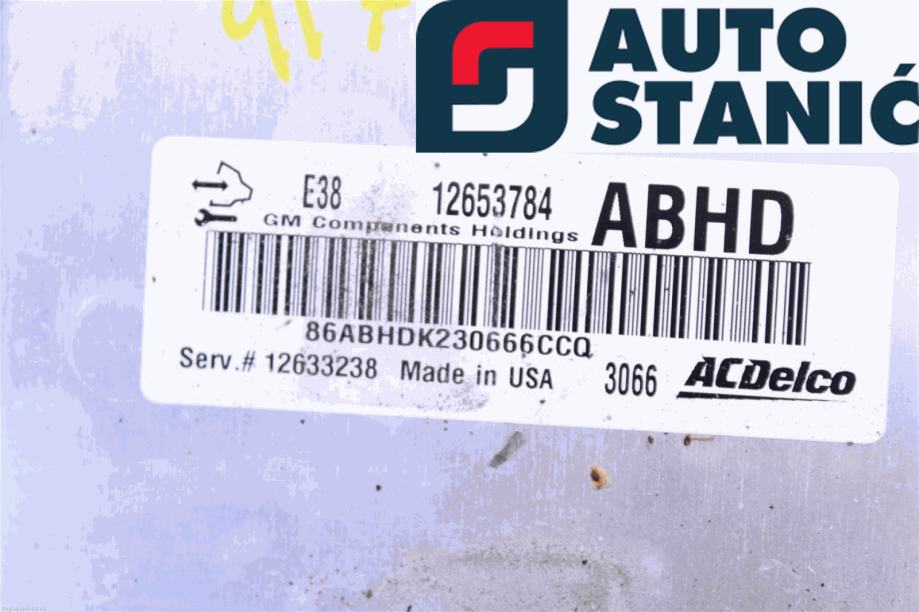 AUTO
STANIĆ
E38 12653784 ABHD
GM Components Holdings
86ABHDK230666CCQ
Serv.# 12633238 Made in USA 3066 ACDelco